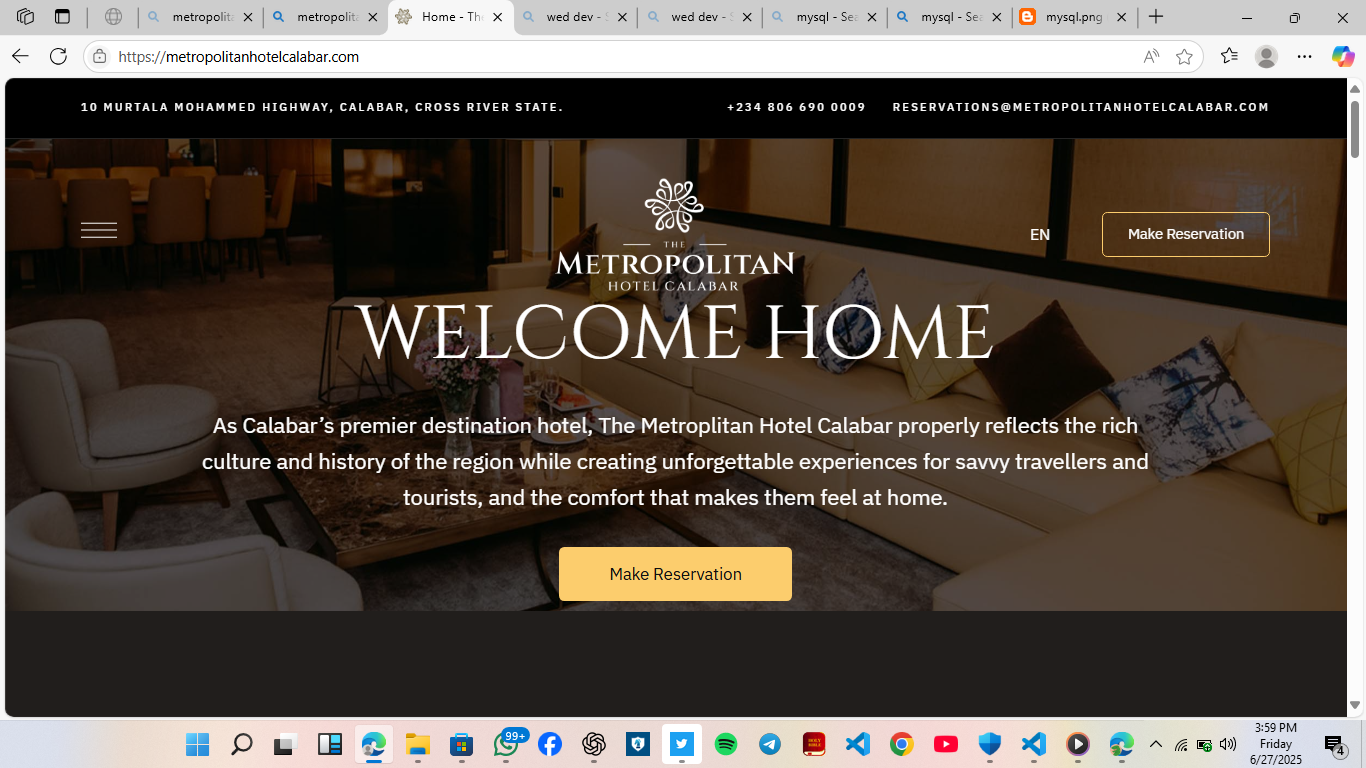 metropolita
metropolita
Home - The
wed dev - S
wed dev - S
mysql - Sea
mysql - Sea
mysql.png
https://metropolitanhotelcalabar.com
10 MURTALA MOHAMMED HIGHWAY, CALABAR, CROSS RIVER STATE.
+234 806 690 0009
RESERVATIONS@METROPOLITANHOTELCALABAR.COM
THE
METROPOLITAN
HOTEL CALABAR
EN
Make Reservation
WELCOME HOME
As Calabar’s premier destination hotel, The Metroplitan Hotel Calabar properly reflects the rich
culture and history of the region while creating unforgettable experiences for savvy travellers and
tourists, and the comfort that makes them feel at home.
Make Reservation
99+
HOLY
BIBLE
3:59 PM
Friday
6/27/2025
4